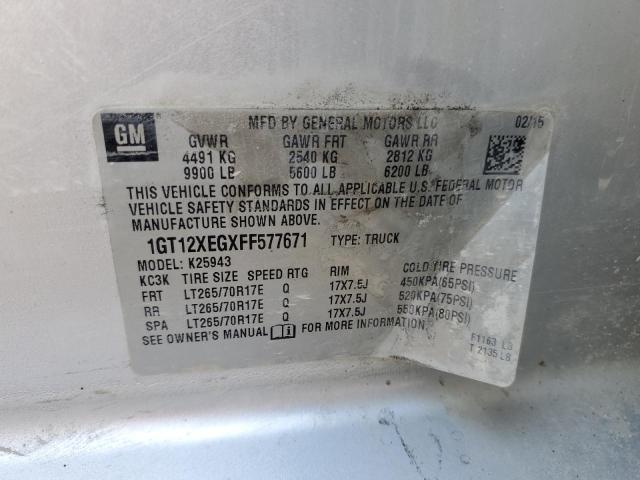 GM
MFD BY GENERAL MOTORS LLC 02/15
GVWR GAWR FRT GAWR RR
4491 KG 2540 KG 2812 KG
9900 LB 5600 LB 6200 LB
THIS VEHICLE CONFORMS TO ALL APPLICABLE U.S. FEDERAL MOTOR
VEHICLE SAFETY STANDARDS IN EFFECT ON THE DATE OF
MANUFACTURE SHOWN ABOVE.
1GT12XEGXFF577671 TYPE: TRUCK
MODEL: K25943
KC3K TIRE SIZE SPEED RTG RIM COLD TIRE PRESSURE
FRT LT265/70R17E Q 17X7.5J 450KPA(65PSI)
RR LT265/70R17E Q 17X7.5J 520KPA(75PSI)
SPA LT265/70R17E Q 17X7.5J 550KPA(80PSI)
SEE OWNER'S MANUAL FOR MORE INFORMATION
F1163 LB
T 2135 LB